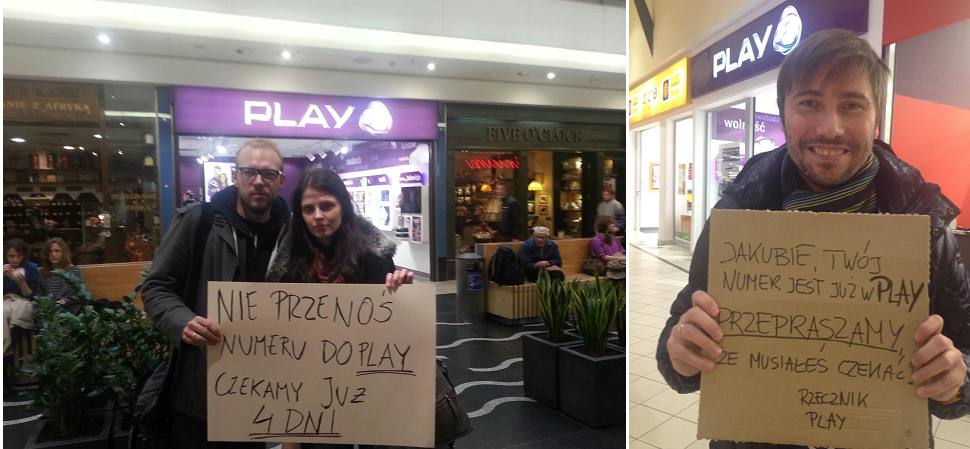 PLAY
FIVE O'CLOCK
NIE PRZENOŚ
NUMERU DO PLAY
CZEKAMY JUŻ
4 DNI
PLAY
wolność
JAKUBIE, TWÓJ
NUMER JEST JUŻ W PLAY
PRZEPRASZAMY,
ŻE MUSIAŁEŚ CZEKAĆ
RZECZNIK
PLAY